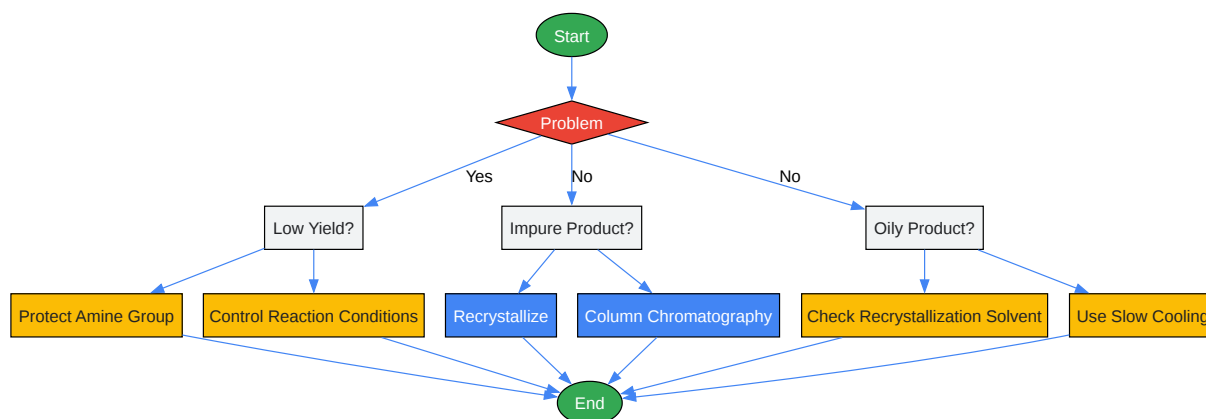 Start
Problem
Yes
No
No
Low Yield?
Impure Product?
Oily Product?
Protect Amine Group
Control Reaction Conditions
Recrystallize
Column Chromatography
Check Recrystallization Solvent
Use Slow Cooling
End